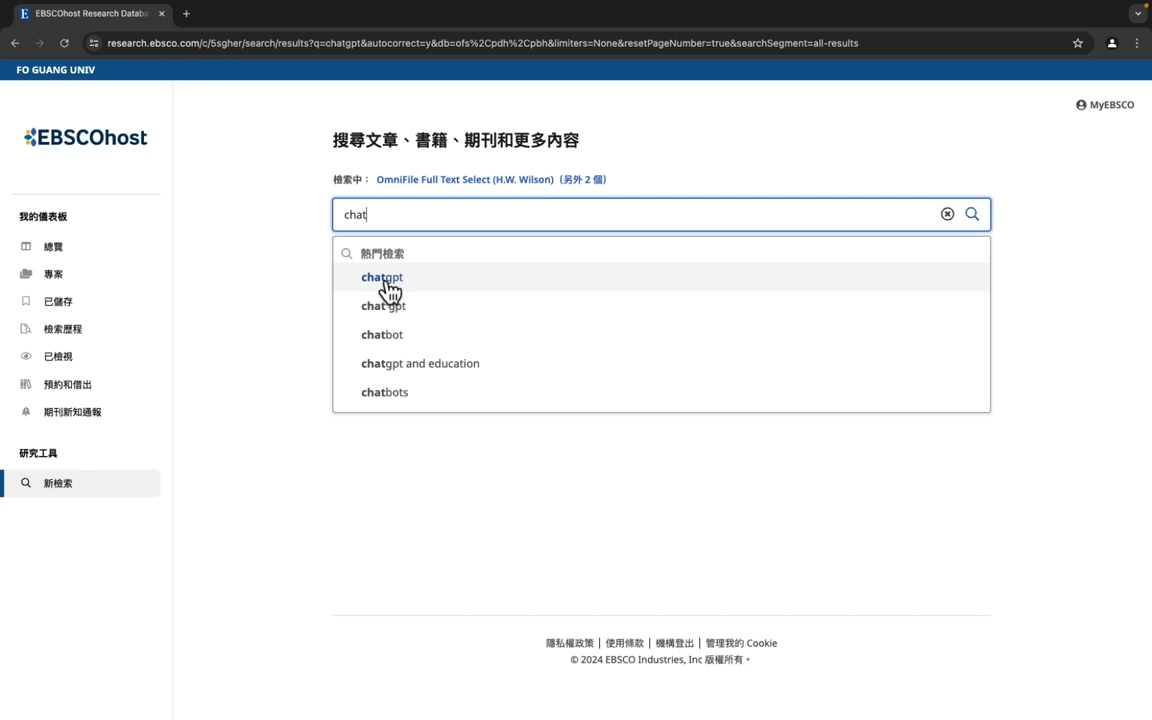 EBSCOhost Research Databa
research.ebsco.com/c/5sgher/search/results?q=chatgpt&autocorrect=y&db=ofs%2Cpdh%2Cpbh&limiters=None&resetPageNumber=true&searchSegment=all-results
FO GUANG UNIV
MyEBSCO
EBSCOhost
搜尋文章、書籍、期刊和更多內容
檢索中： OmniFile Full Text Select (H.W. Wilson)（另外 2 個）
chat
熱門檢索
chatgpt
chat gpt
chatbot
chatgpt and education
chatbots
我的儀表板
總覽
專案
已儲存
檢索歷程
已檢視
預約和借出
期刊新知通報
研究工具
新檢索
隱私權政策 | 使用條款 | 機構登出 | 管理我的 Cookie
© 2024 EBSCO Industries, Inc 版權所有。